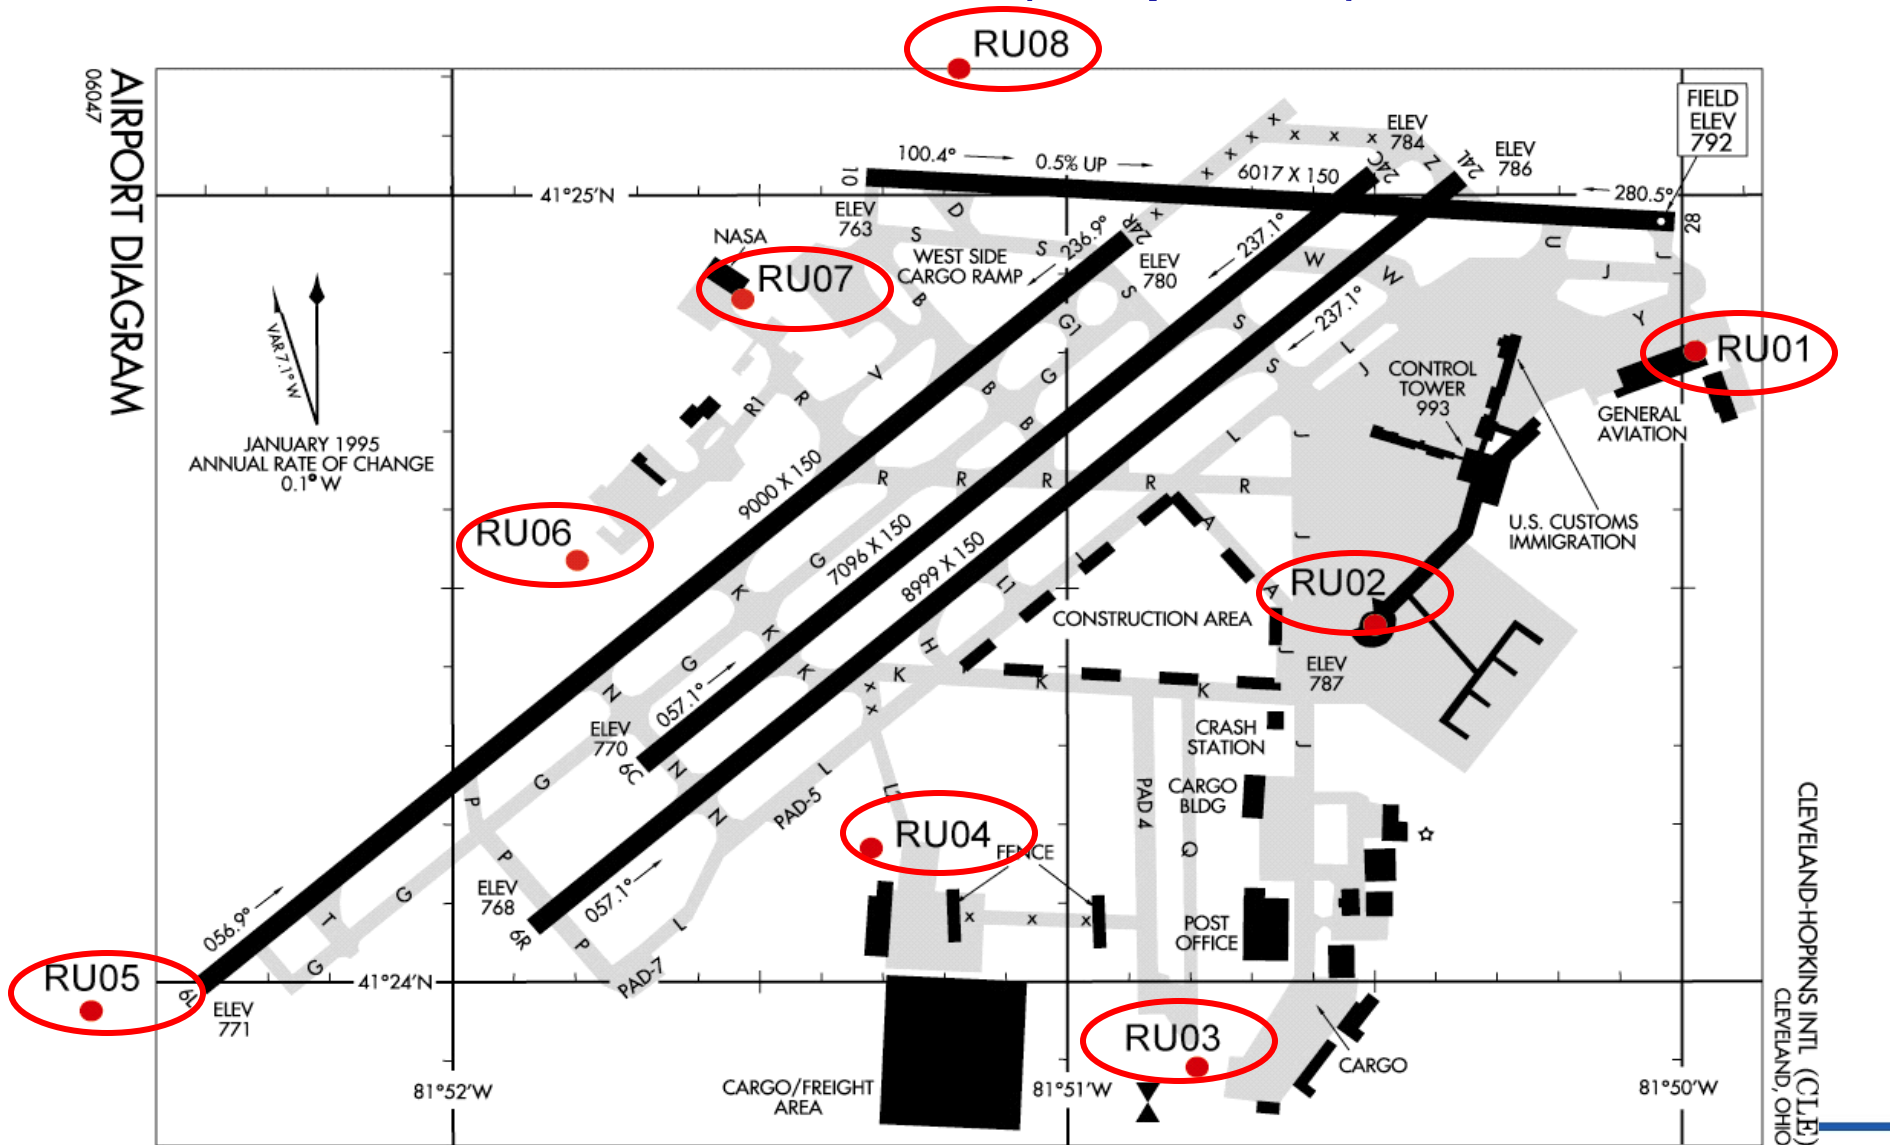 RU08
AIRPORT DIAGRAM
06047
FIELD
ELEV
792
ELEV
784
ELEV
786
100.4°
0.5% UP
6017 X 150
280.5°
10
28
24C
24L
24R
Z
41°25'N
ELEV
763
D
S
S
236.9°
237.1°
237.1°
U
J
J
Y
NASA
RU07
WEST SIDE
CARGO RAMP
ELEV
780
W
W
B
S
G1
S
S
L
J
RU01
VAR 7.1° W
JANUARY 1995
ANNUAL RATE OF CHANGE
0.1° W
CONTROL
TOWER
993
GENERAL
AVIATION
V
R
R1
B
B
G
L
J
9000 X 150
R
R
R
R
R
A
U.S. CUSTOMS
IMMIGRATION
RU06
7096 X 150
8999 X 150
G
K
K
K
K
K
K
L1
L
H
J
A
RU02
CONSTRUCTION AREA
ELEV
787
J
G
N
057.1°
ELEV
770
6C
N
N
CRASH
STATION
J
G
P
P
P
PAD-5
L
CARGO
BLDG
PAD 4
Q
RU04
FENCE
ELEV
768
6R
057.1°
L
PAD-7
POST
OFFICE
056.9°
T
G
G
RU05
6L
ELEV
771
41°24'N
RU03
CARGO
CARGO/FREIGHT
AREA
81°52'W
81°51'W
81°50'W
CLEVELAND-HOPKINS INTL (CLE)
CLEVELAND, OHIO